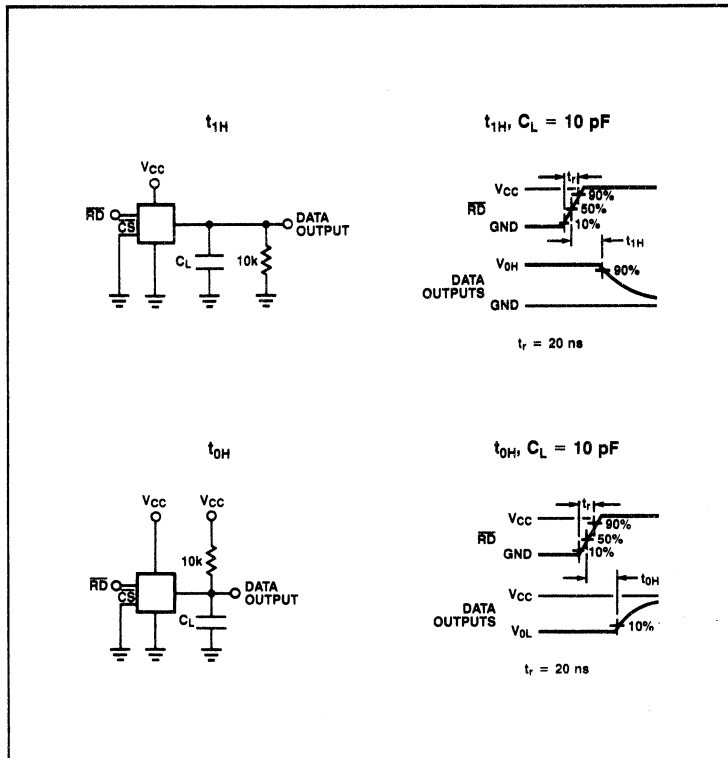 t1H
VCC
RD
CS
CL
10k
DATA
OUTPUT
t1H, CL = 10 pF
tr
VCC
90%
RD
50%
GND
10%
t1H
VOH
90%
DATA
OUTPUTS
GND
tr = 20 ns
t0H
VCC
VCC
10k
RD
CS
DATA
OUTPUT
CL
t0H, CL = 10 pF
tr
VCC
90%
RD
50%
GND
10%
t0H
VCC
DATA
OUTPUTS
10%
VOL
tr = 20 ns